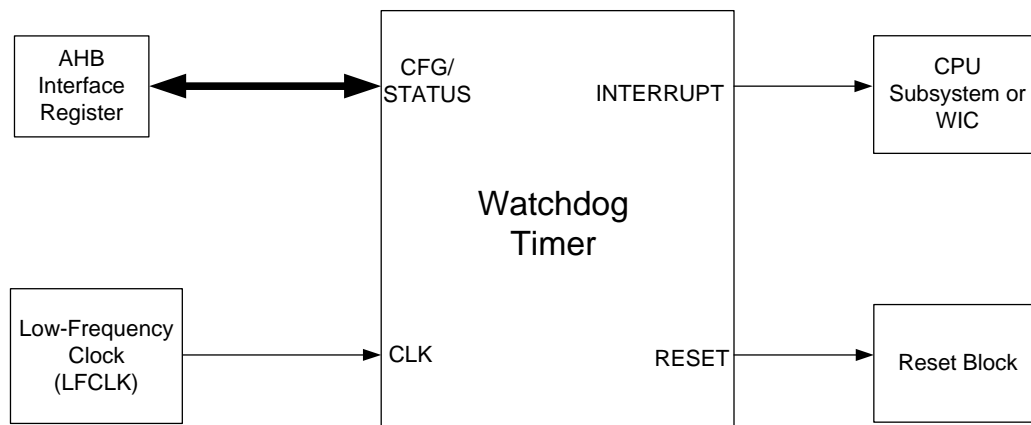 AHB
Interface
Register
CFG/
STATUS
INTERRUPT
CPU
Subsystem or
WIC
Watchdog
Timer
Low-Frequency
Clock
(LFCLK)
CLK
RESET
Reset Block